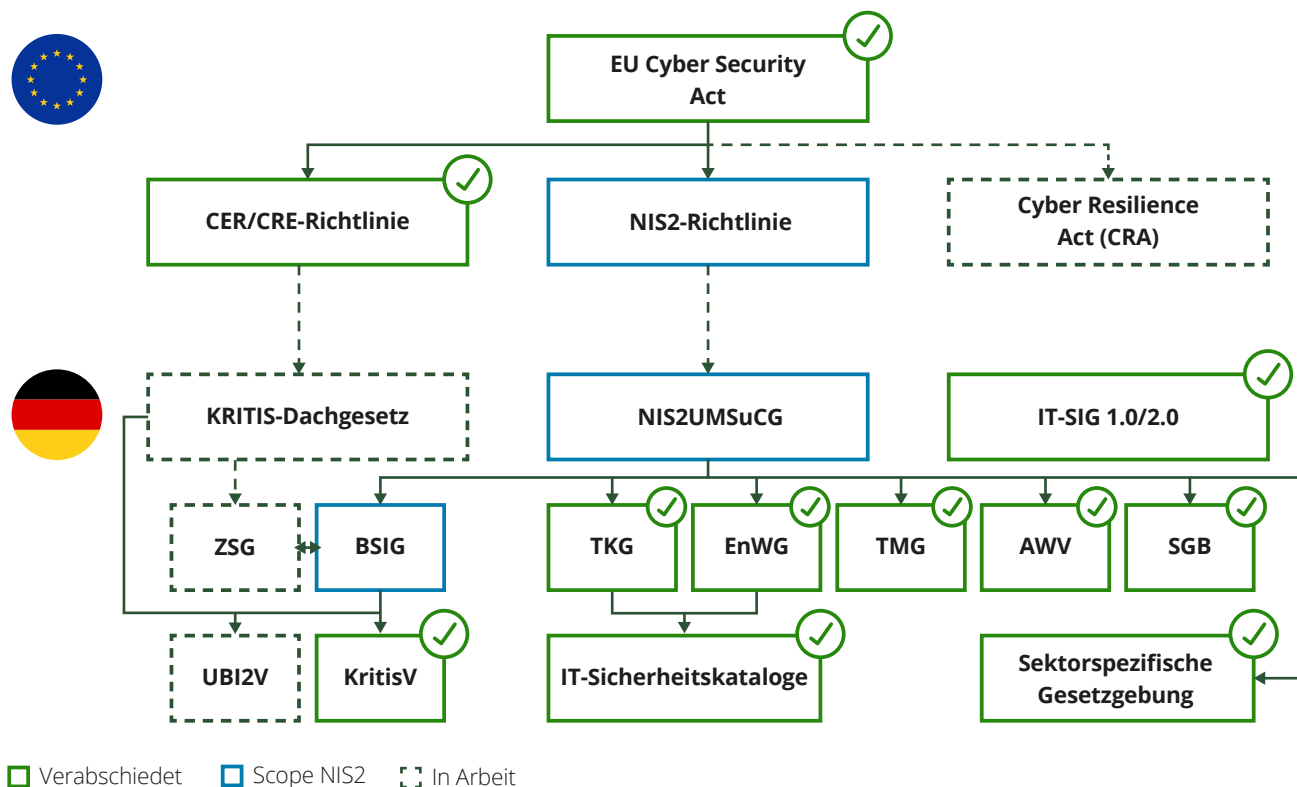 EU Cyber Security
Act
CER/CRE-Richtlinie
NIS2-Richtlinie
Cyber Resilience
Act (CRA)
KRITIS-Dachgesetz
NIS2UMSuCG
IT-SIG 1.0/2.0
ZSG
BSIG
TKG
EnWG
TMG
AWV
SGB
UBI2V
KritisV
IT-Sicherheitskataloge
Sektorspezifische
Gesetzgebung
Verabschiedet
Scope NIS2
In Arbeit